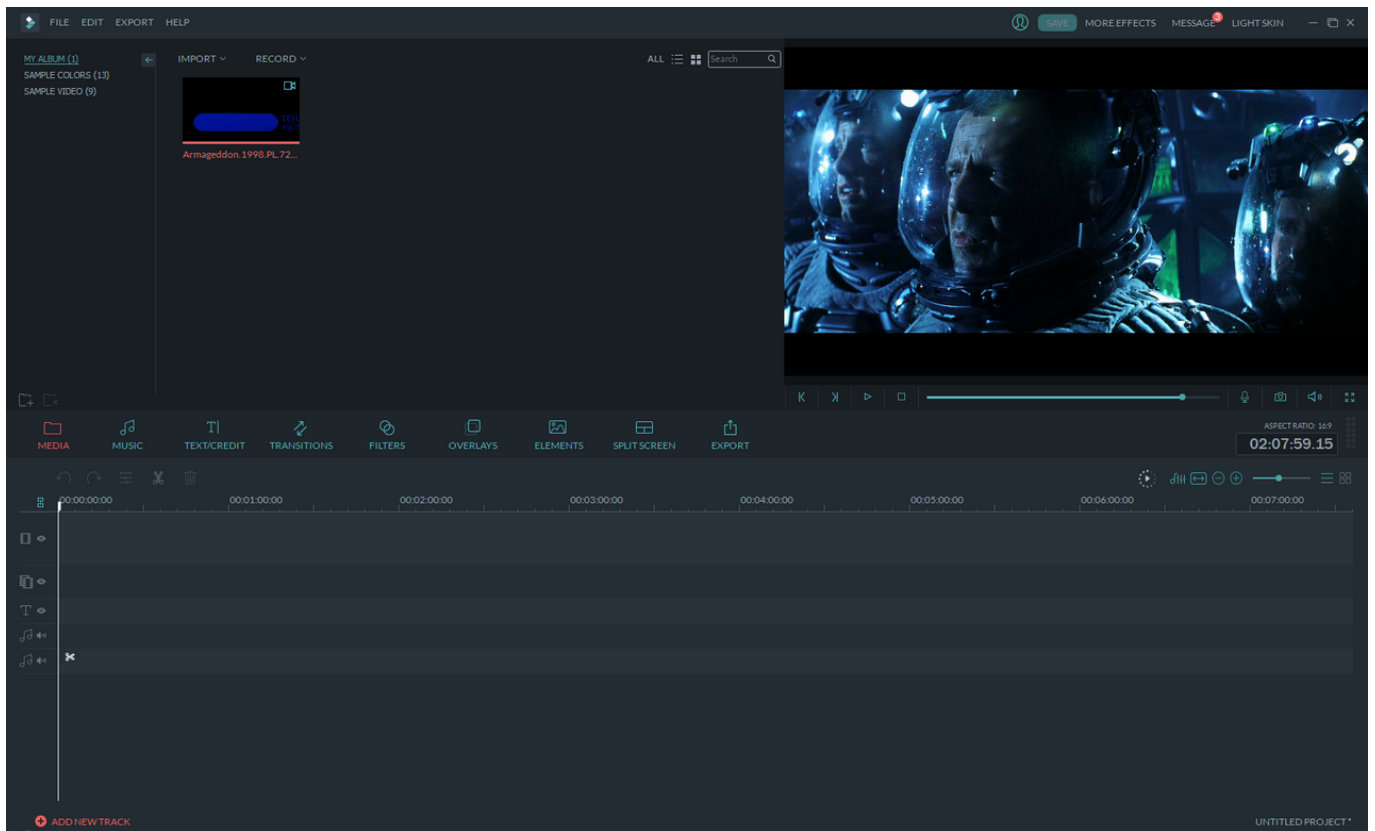 FILE EDIT EXPORT HELP
SAVE MORE EFFECTS MESSAGE 3 LIGHT SKIN
MY ALBUM (1)
SAMPLE COLORS (13)
SAMPLE VIDEO (9)
IMPORT RECORD ALL Search
Armageddon.1998.PL.72...
MEDIA MUSIC TEXT/CREDIT TRANSITIONS FILTERS OVERLAYS ELEMENTS SPLIT SCREEN EXPORT
ASPECT RATIO: 16:9
02:07:59.15
00:00:00:00 00:01:00:00 00:02:00:00 00:03:00:00 00:04:00:00 00:05:00:00 00:06:00:00 00:07:00:00
ADD NEW TRACK
UNTITLED PROJECT*